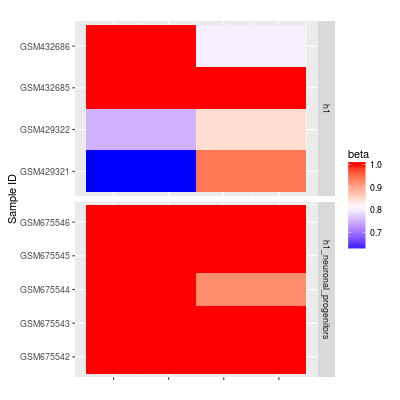 Sample ID
GSM432686
GSM432685
GSM429322
GSM429321
h1
GSM675546
GSM675545
GSM675544
GSM675543
GSM675542
h1_neuronal_progenitors
beta
1.0
0.9
0.8
0.7